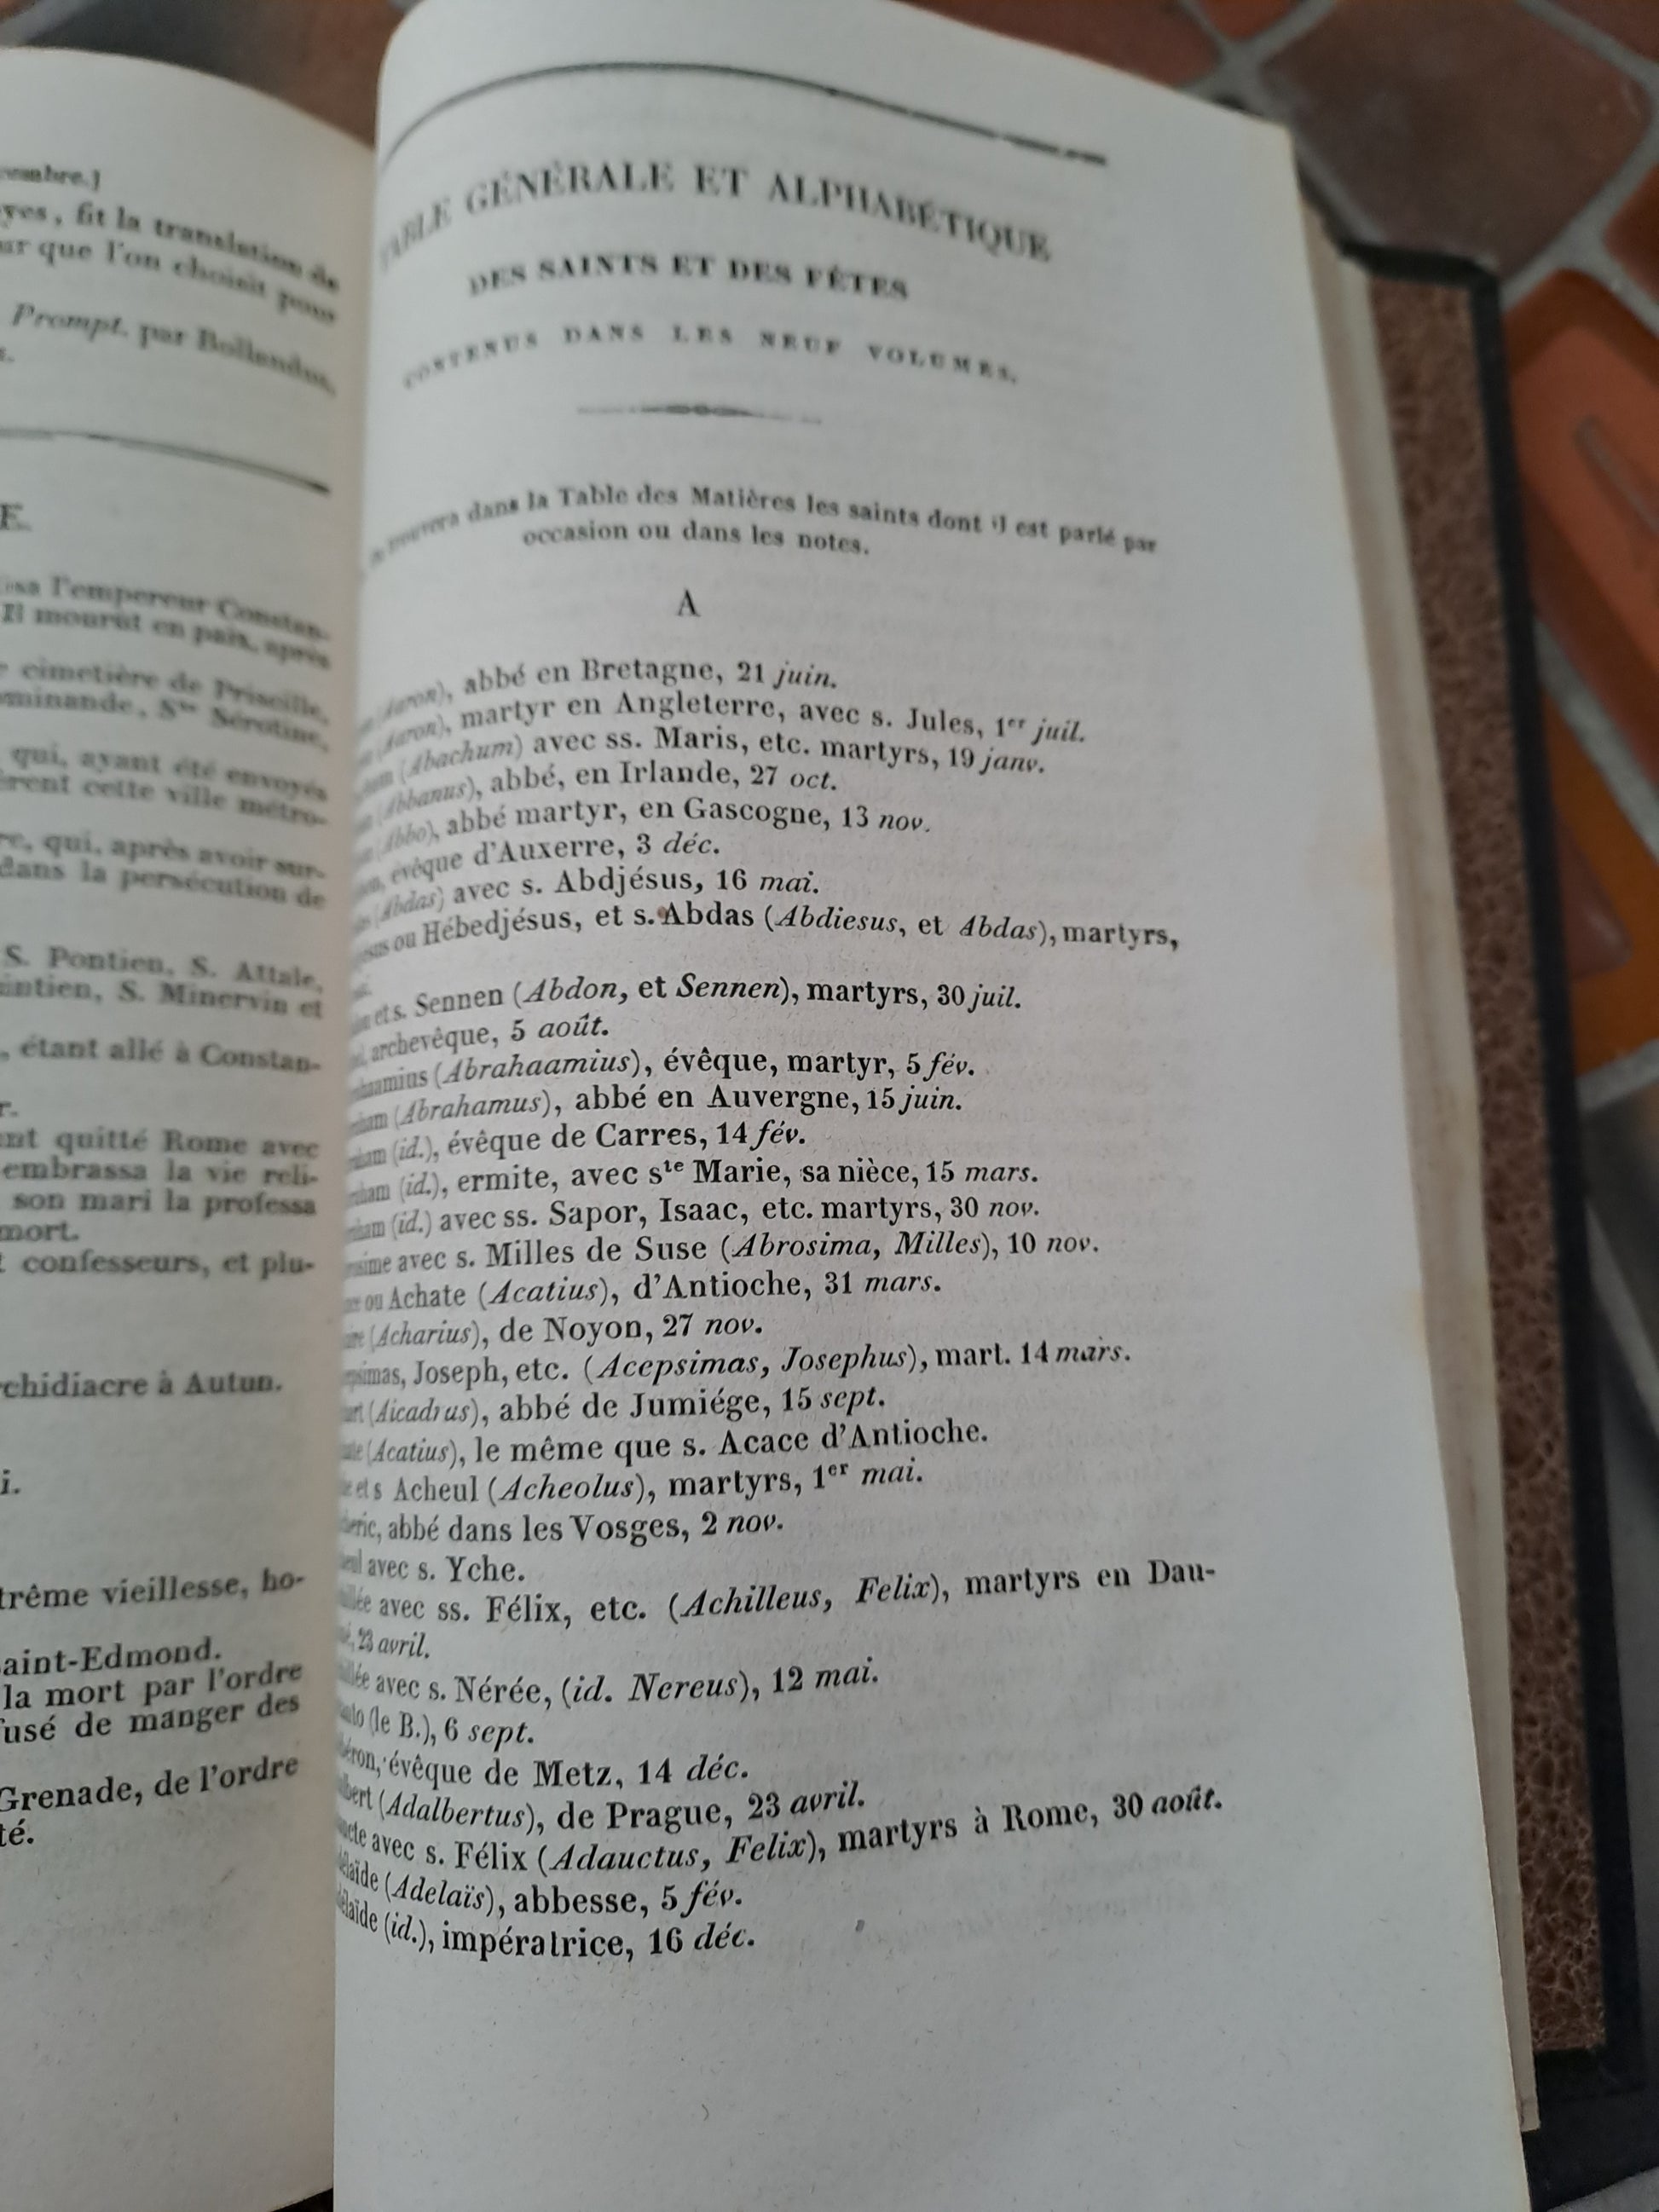 yes, fit la translation de
ur que l'on choisit pour
Prompt. par Bollandus,
E.
l'empereur Constan-
Il mourût en paix, après
cimetière de Priscille,
Ste Sérotine,
qui, ayant été envoyés
cette ville métro-
qui, après avoir sur-
dans la persécution de
S. Pontien, S. Attale,
S. Minervin et
étant allé à Constan-
quitté Rome avec
embrassa la vie reli-
son mari la professa
mort.
confesseurs, et plu-
chidiacre à Autun.
i.
trême vieillesse, ho-
aint-Edmond.
la mort par l'ordre
fusé de manger des
Grenade, de l'ordre
té.
TABLE GÉNÉRALE ET ALPHABÉTIQUE
DES SAINTS ET DES FÊTES
CONTENUS DANS LES NEUF VOLUMES.
trouvera dans la Table des Matières les saints dont il est parlé par
occasion ou dans les notes.
A
(Aaron), abbé en Bretagne, 21 juin.
(Aaron), martyr en Angleterre, avec s. Jules, 1er juil.
(Abachum) avec ss. Maris, etc. martyrs, 19 janv.
(Abbanus), abbé, en Irlande, 27 oct.
(Abbo), abbé martyr, en Gascogne, 13 nov.
évêque d'Auxerre, 3 déc.
(Abdas) avec s. Abdjésus, 16 mai.
ou Hébedjésus, et s. Abdas (Abdiesus, et Abdas), martyrs,
et s. Sennen (Abdon, et Sennen), martyrs, 30 juil.
archevêque, 5 août.
(Abrahaamius), évêque, martyr, 5 fév.
(Abrahamus), abbé en Auvergne, 15 juin.
(id.), évêque de Carres, 14 fév.
(id.), ermite, avec ste Marie, sa nièce, 15 mars.
(id.) avec ss. Sapor, Isaac, etc. martyrs, 30 nov.
avec s. Milles de Suse (Abrosima, Milles), 10 nov.
ou Achate (Acatius), d'Antioche, 31 mars.
(Acharius), de Noyon, 27 nov.
Joseph, etc. (Acepsimas, Josephus), mart. 14 mars.
(Aicadrus), abbé de Jumiége, 15 sept.
(Acatius), le même que s. Acace d'Antioche.
et s Acheul (Acheolus), martyrs, 1er mai.
abbé dans les Vosges, 2 nov.
avec s. Yche.
avec ss. Félix, etc. (Achilleus, Felix), martyrs en Dau-
23 avril.
avec s. Nérée, (id. Nereus), 12 mai.
(le B.), 6 sept.
évêque de Metz, 14 déc.
(Adalbertus), de Prague, 23 avril.
avec s. Félix (Adauctus, Felix), martyrs à Rome, 30 août.
(Adelaïs), abbesse, 5 fév.
(id.), impératrice, 16 déc.